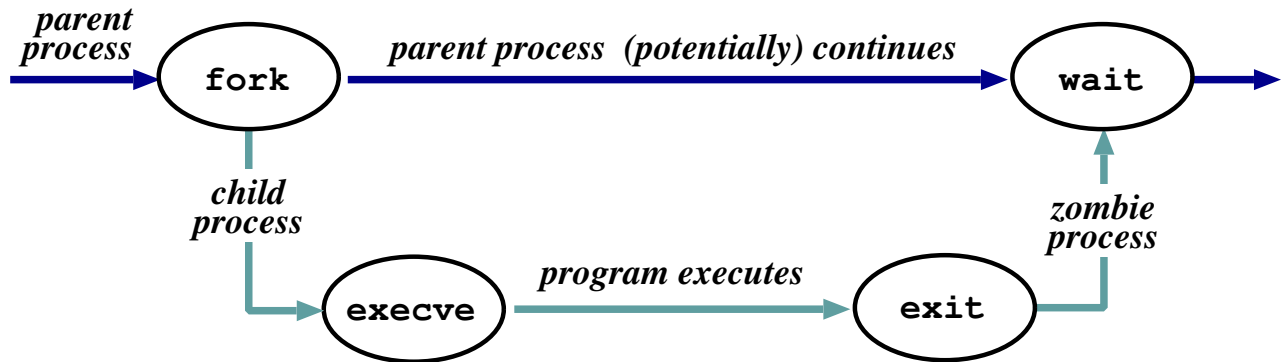 parent
process
fork
parent process (potentially) continues
wait
child
process
zombie
process
execve
program executes
exit